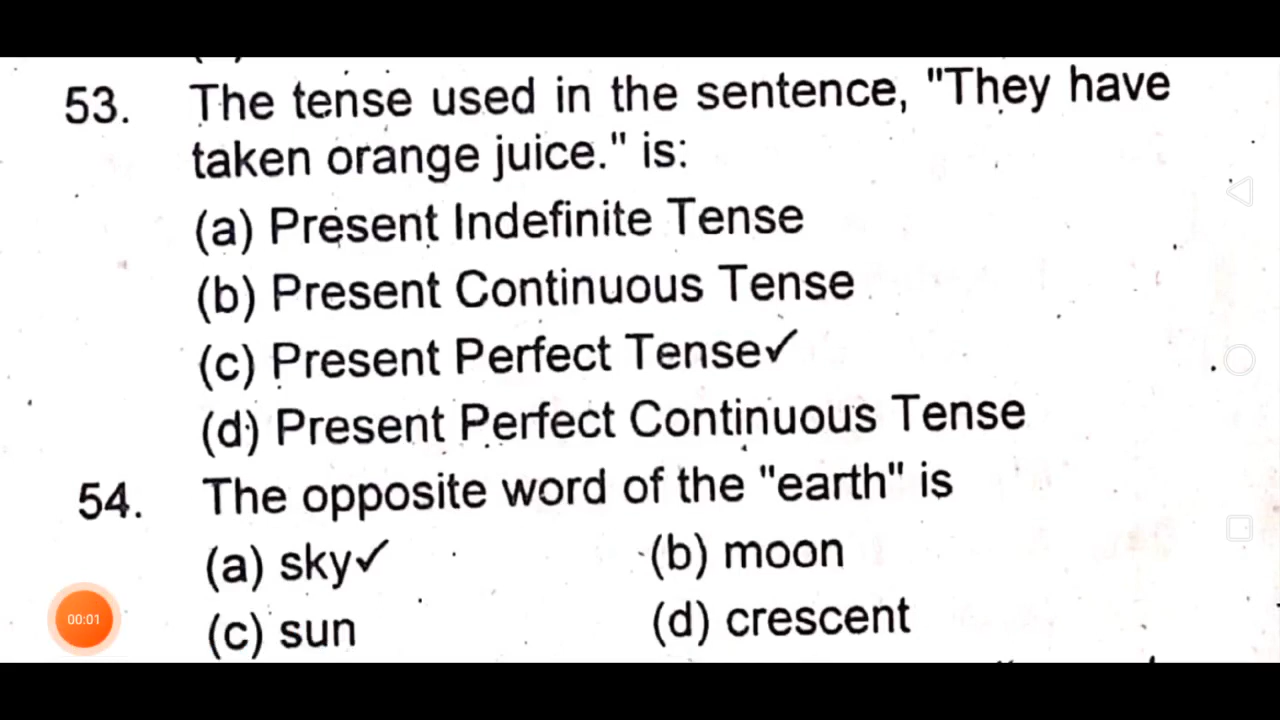 53. The tense used in the sentence, "They have
taken orange juice." is:
(a) Present Indefinite Tense
(b) Present Continuous Tense
(c) Present Perfect Tense✓
(d) Present Perfect Continuous Tense
54. The opposite word of the "earth" is
(a) sky✓ (b) moon
(c) sun (d) crescent
00:01